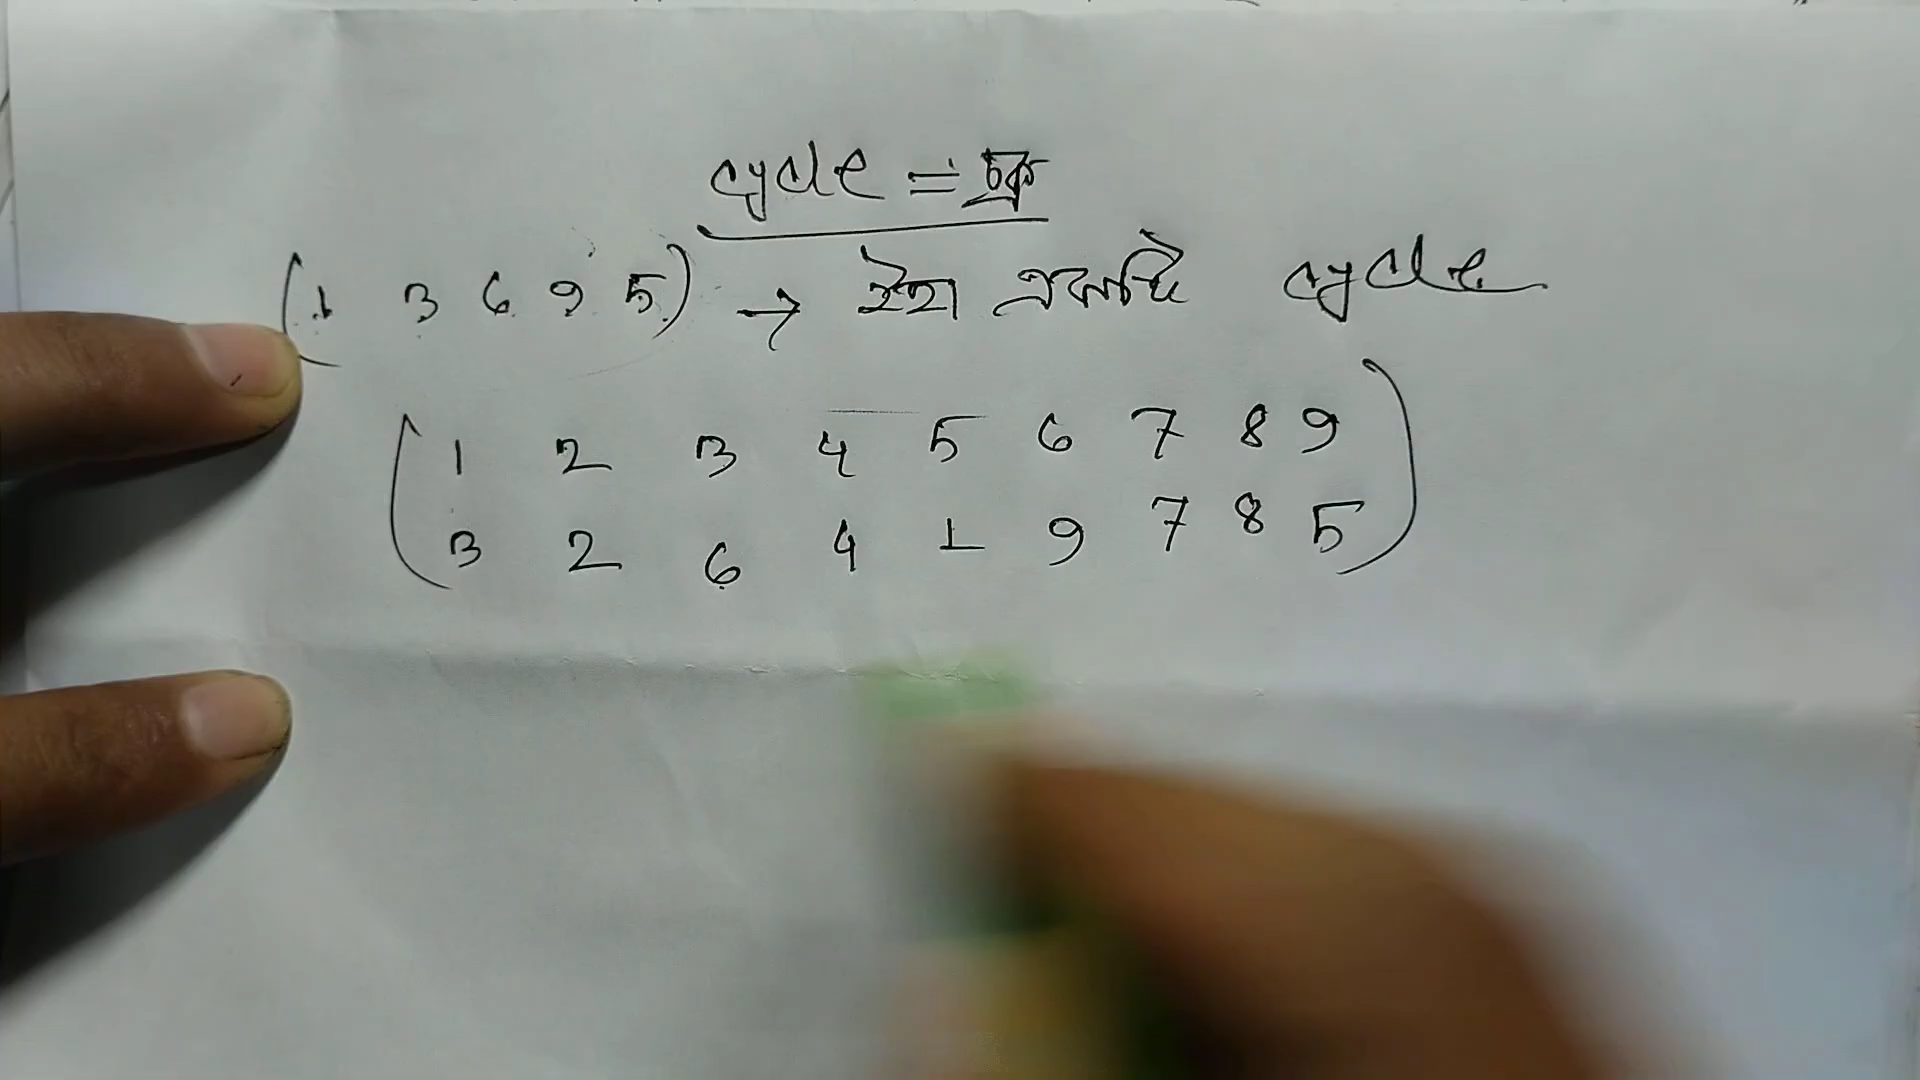 cycle = চক্র
(1 3 6 9 5) → ইহা একটি cycle
( 1 2 3 4 5 6 7 8 9
3 2 6 4 1 9 7 8 5 )